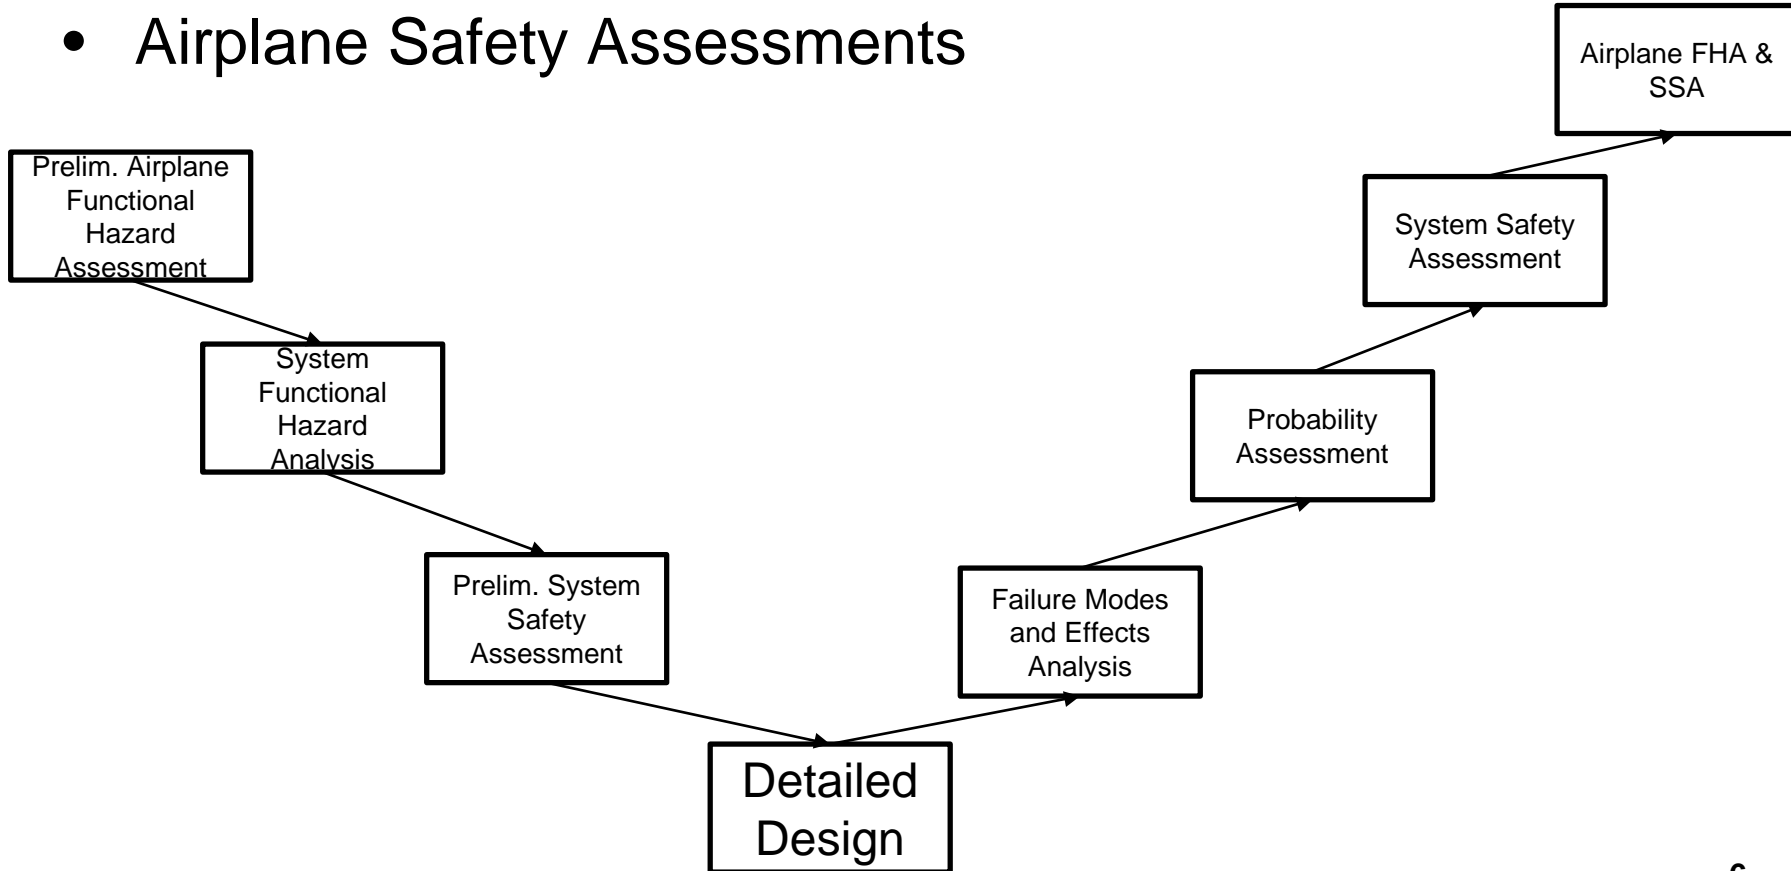 • Airplane Safety Assessments
Airplane FHA &
SSA
Prelim. Airplane
Functional
Hazard
Assessment
System Safety
Assessment
System
Functional
Hazard
Analysis
Probability
Assessment
Prelim. System
Safety
Assessment
Failure Modes
and Effects
Analysis
Detailed
Design